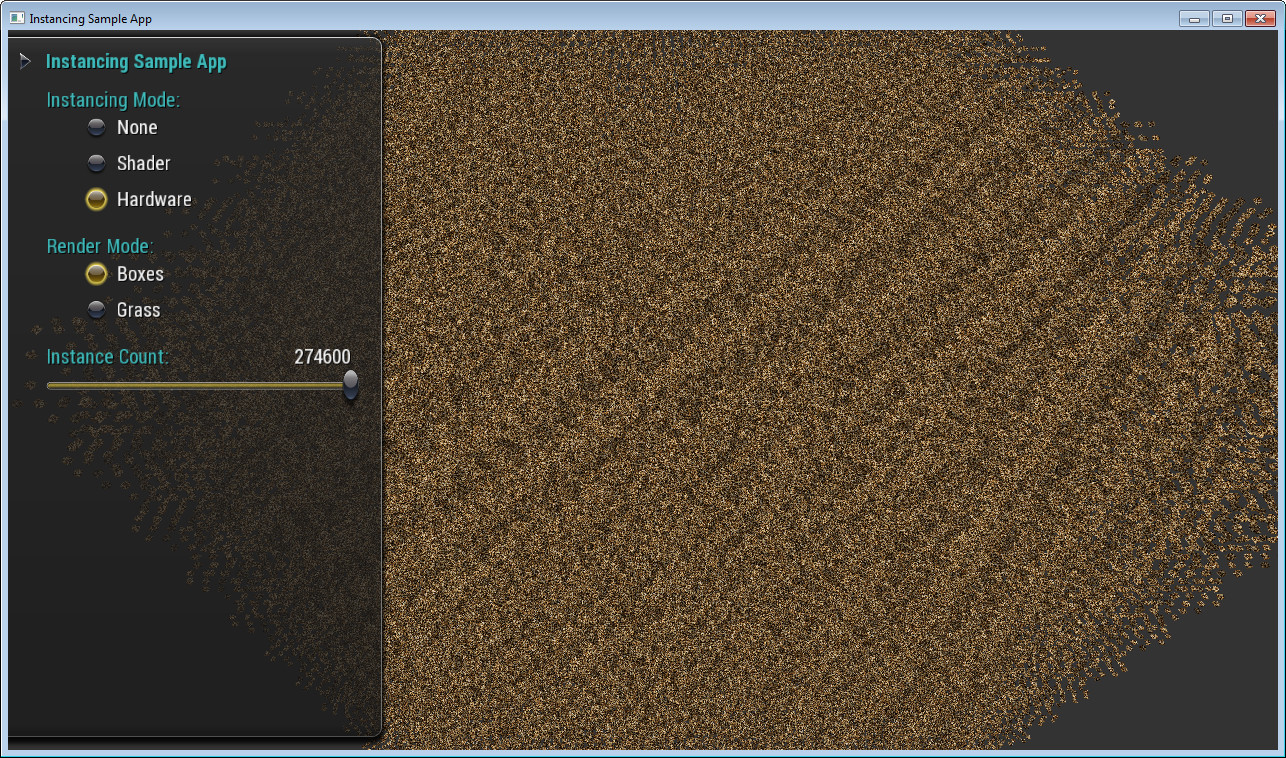 Instancing Sample App
Instancing Sample App
Instancing Mode:
None
Shader
Hardware
Render Mode:
Boxes
Grass
Instance Count: 274600